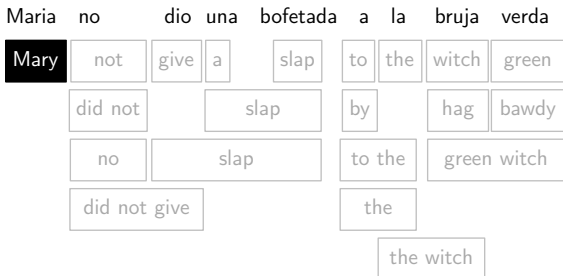 Maria no dio una bofetada a la bruja verda
Mary not give a slap to the witch green
did not slap by hag bawdy
no slap to the green witch
did not give the
the witch